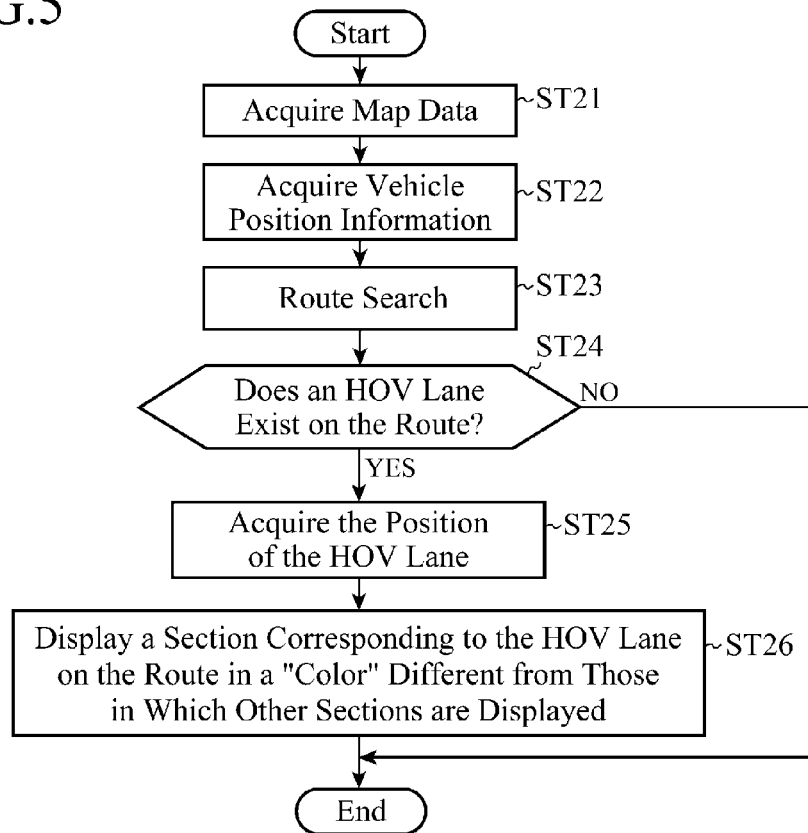 G.5
Start
Acquire Map Data
ST21
Acquire Vehicle
Position Information
ST22
Route Search
ST23
ST24
Does an HOV Lane
Exist on the Route?
NO
YES
Acquire the Position
of the HOV Lane
ST25
Display a Section Corresponding to the HOV Lane
on the Route in a "Color" Different from Those
in Which Other Sections are Displayed
ST26
End